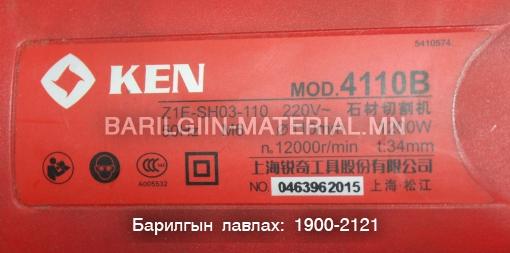 5410574
KEN
MOD.4110B
Z1E-SH03-110 220V~ 石材切割机
BARILGIIN-MATERIAL.MN
n₀12000r/min t:34mm
上海锐奇工具股份有限公司
A005532
NO. 0463962015 上海·松江
Барилгын лавлах: 1900-2121